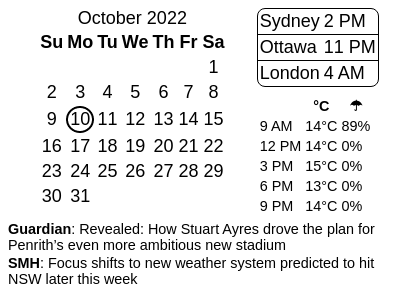 October 2022
Su Mo Tu We Th Fr Sa
1
2 3 4 5 6 7 8
9 10 11 12 13 14 15
16 17 18 19 20 21 22
23 24 25 26 27 28 29
30 31
Sydney 2 PM
Ottawa 11 PM
London 4 AM
°C ☂
9 AM 14°C 89%
12 PM 14°C 0%
3 PM 15°C 0%
6 PM 13°C 0%
9 PM 14°C 0%
Guardian: Revealed: How Stuart Ayres drove the plan for
Penrith’s even more ambitious new stadium
SMH: Focus shifts to new weather system predicted to hit
NSW later this week